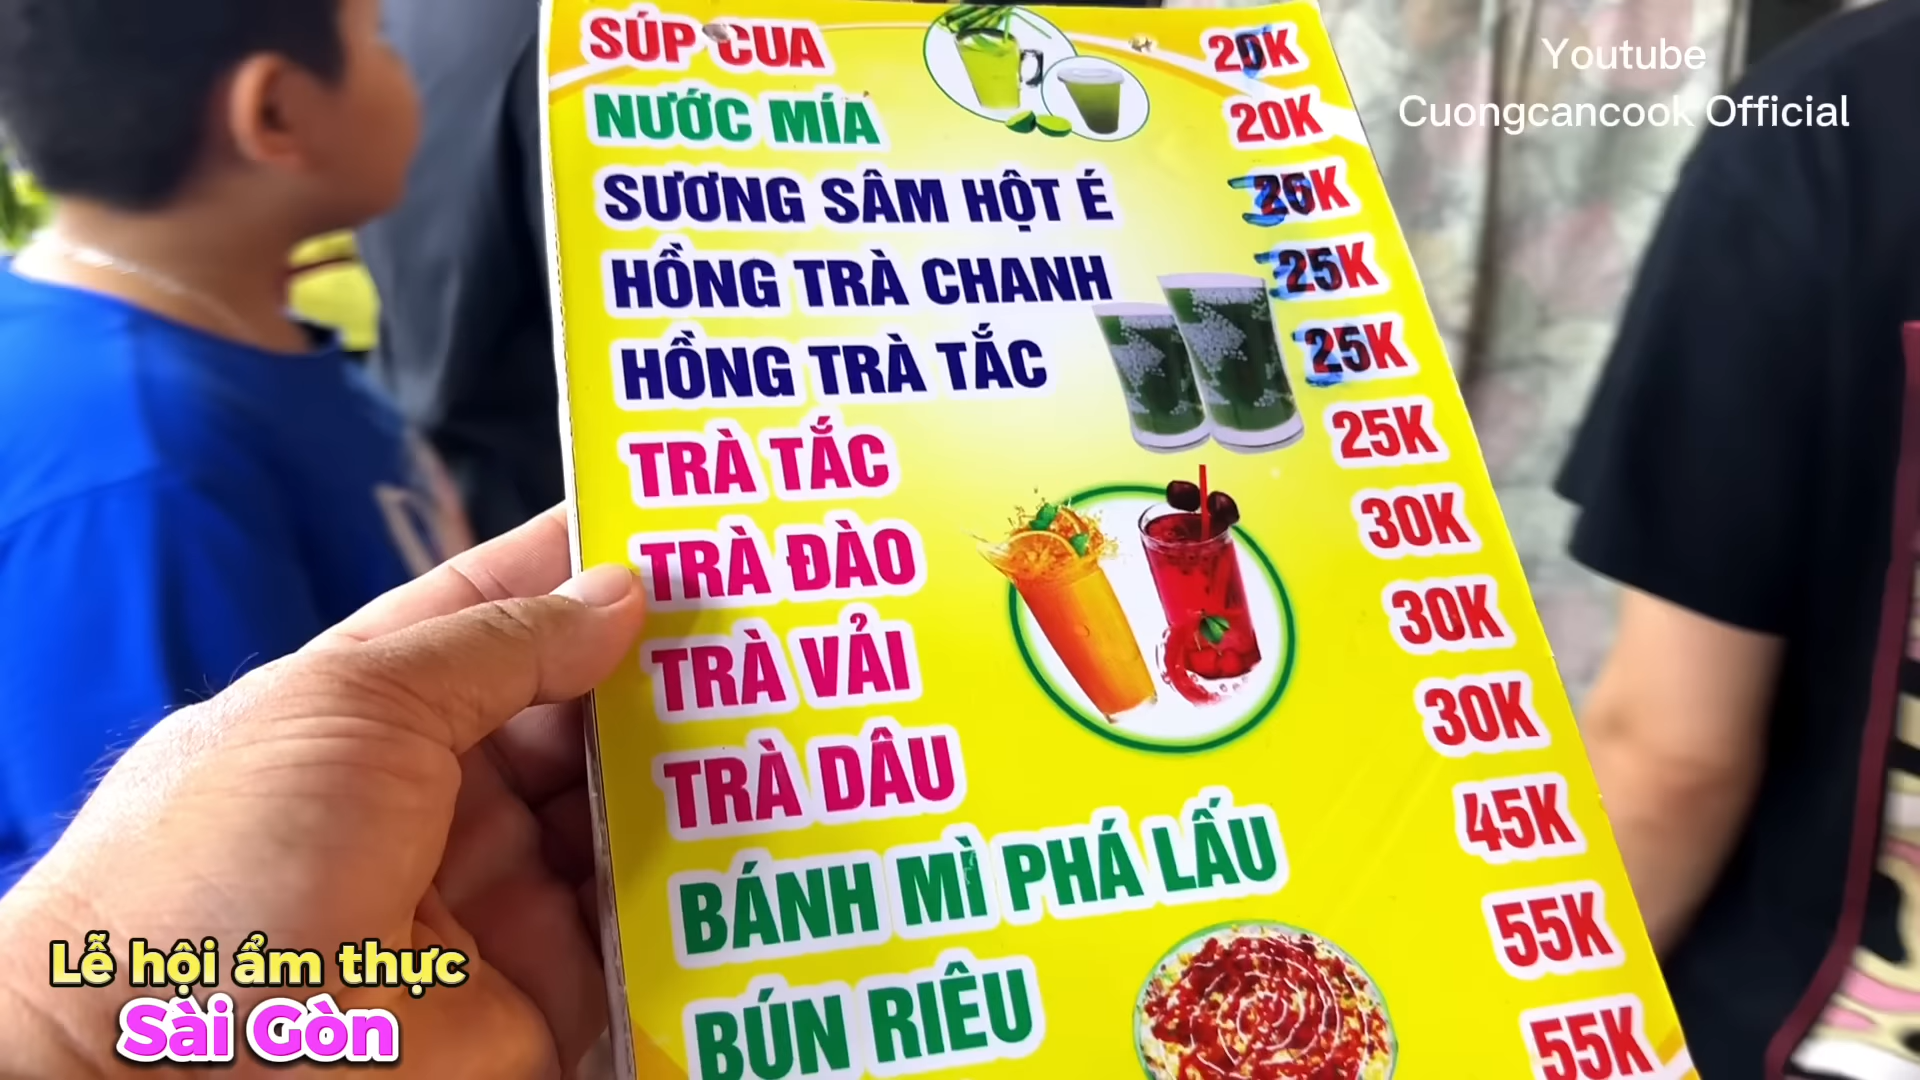 SÚP CUA
NƯỚC MÍA 20K
SƯƠNG SÂM HỘT É
HỒNG TRÀ CHANH 25K
HỒNG TRÀ TẮC 25K
TRÀ TẮC 25K
TRÀ ĐÀO 30K
TRÀ VẢI 30K
TRÀ DÂU 30K
BÁNH MÌ PHÁ LẤU 45K
BÚN RIÊU 55K
55K
Youtube
Cuongcancook Official
Lễ hội ẩm thực
Sài Gòn